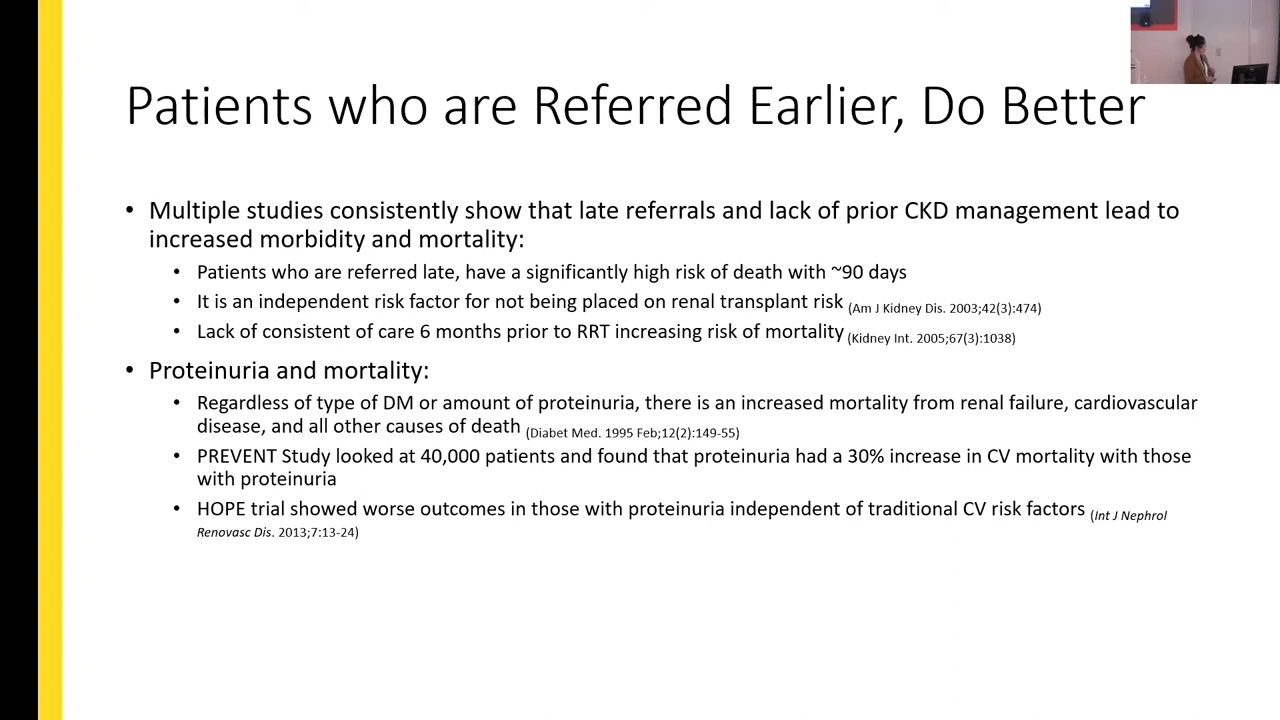 Patients who are Referred Earlier, Do Better
• Multiple studies consistently show that late referrals and lack of prior CKD management lead to
increased morbidity and mortality:
• Patients who are referred late, have a significantly high risk of death with ~90 days
• It is an independent risk factor for not being placed on renal transplant risk (Am J Kidney Dis. 2003;42(3):474)
• Lack of consistent of care 6 months prior to RRT increasing risk of mortality (Kidney Int. 2005;67(3):1038)
• Proteinuria and mortality:
• Regardless of type of DM or amount of proteinuria, there is an increased mortality from renal failure, cardiovascular
disease, and all other causes of death (Diabet Med. 1995 Feb;12(2):149-55)
• PREVENT Study looked at 40,000 patients and found that proteinuria had a 30% increase in CV mortality with those
with proteinuria
• HOPE trial showed worse outcomes in those with proteinuria independent of traditional CV risk factors (Int J Nephrol
Renovasc Dis. 2013;7:13-24)